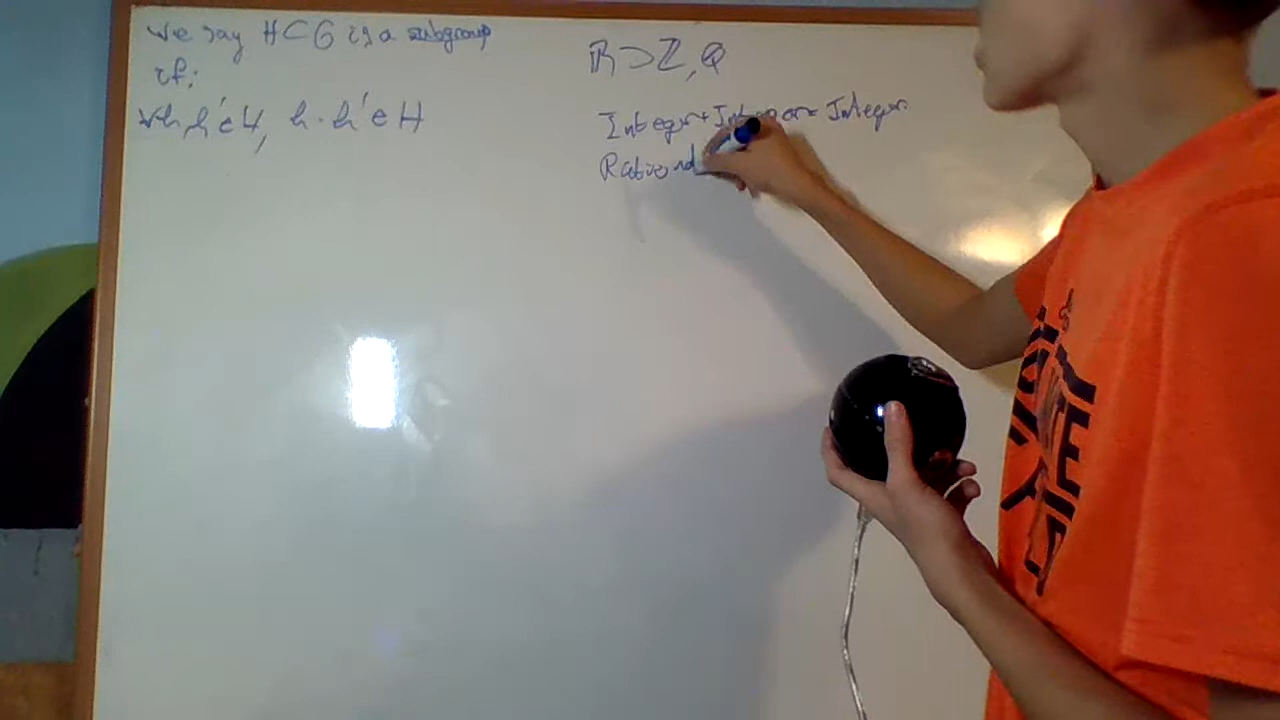 We say H⊂G is a subgroup
if:
∀h,h'∈H, h·h'∈H
ℝ⊃ℤ,ℚ
Integer+Integer=Integer
Rational